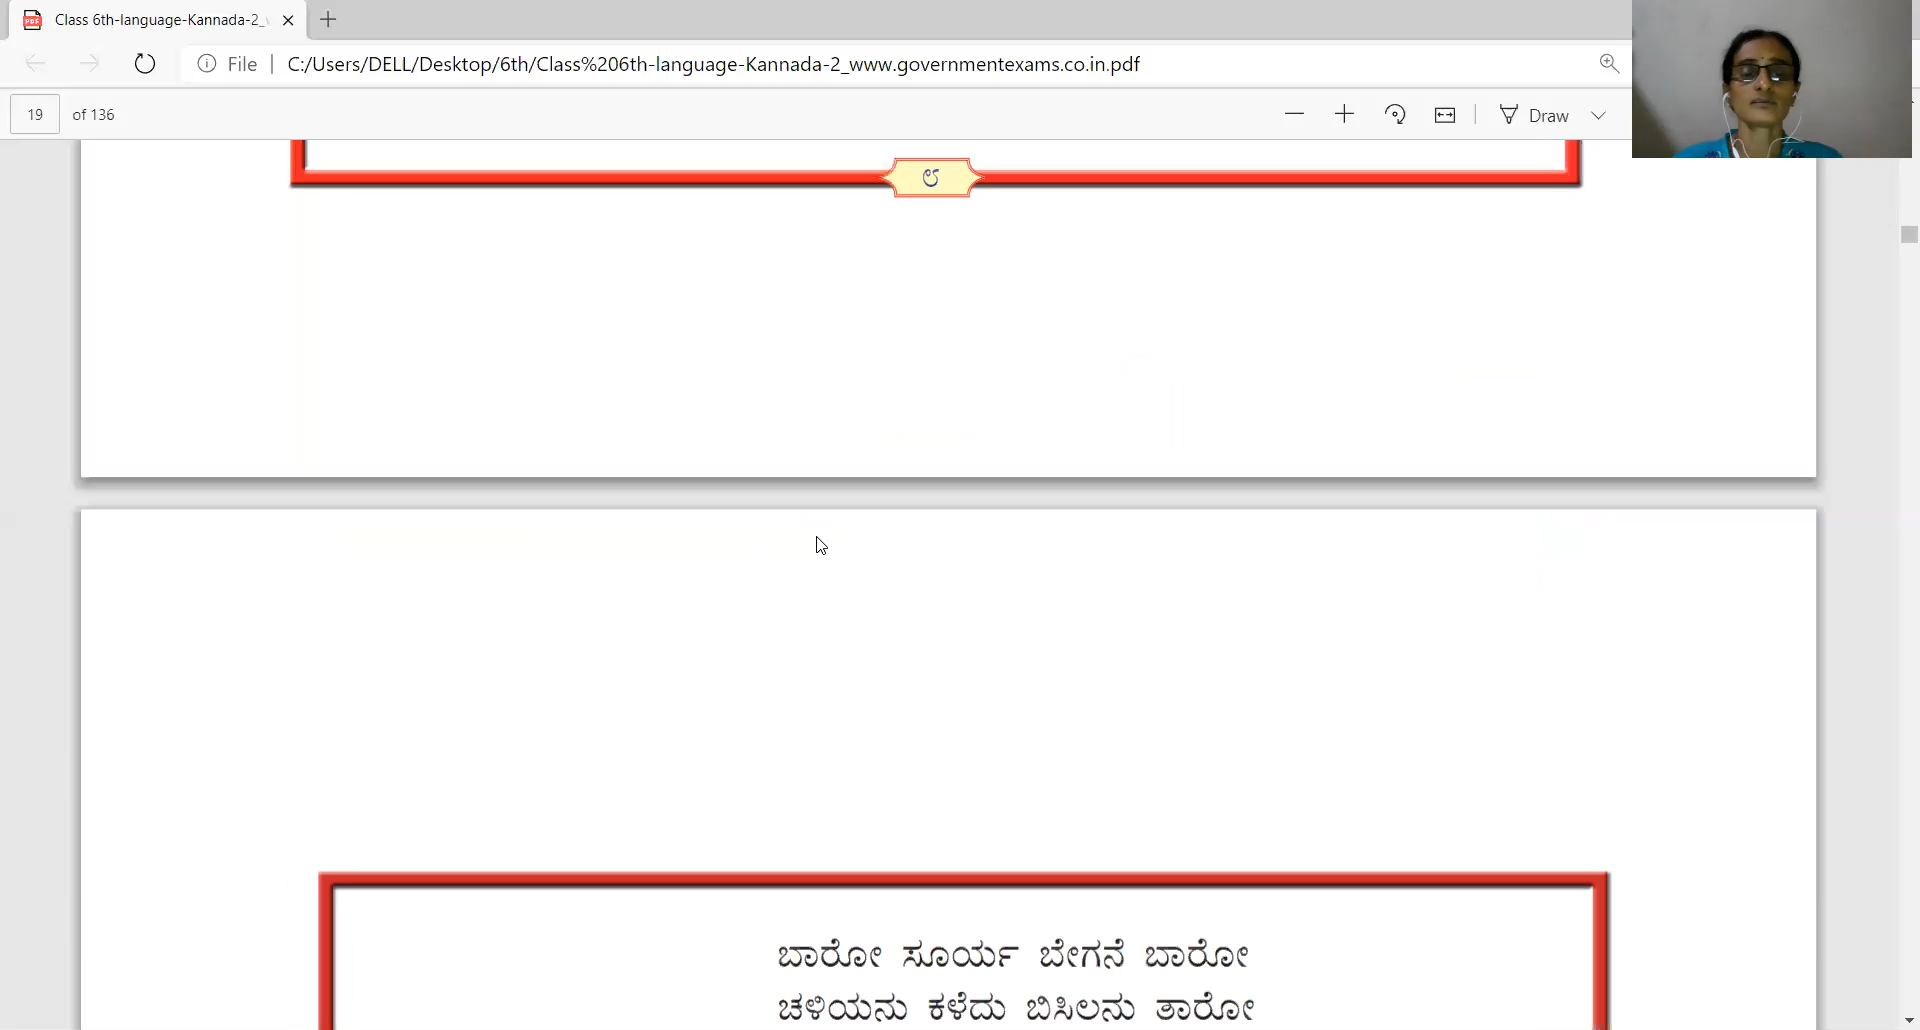 Class 6th-language-Kannada-2_
File
C:/Users/DELL/Desktop/6th/Class%206th-language-Kannada-2_www.governmentexams.co.in.pdf
19 of 136
Draw
೮
ಬಾರೋ ಸೂರ್ಯ ಬೇಗನೆ ಬಾರೋ
ಚಳಿಯನು ಕಳೆದು ಬಿಸಿಲನು ತಾರೋ